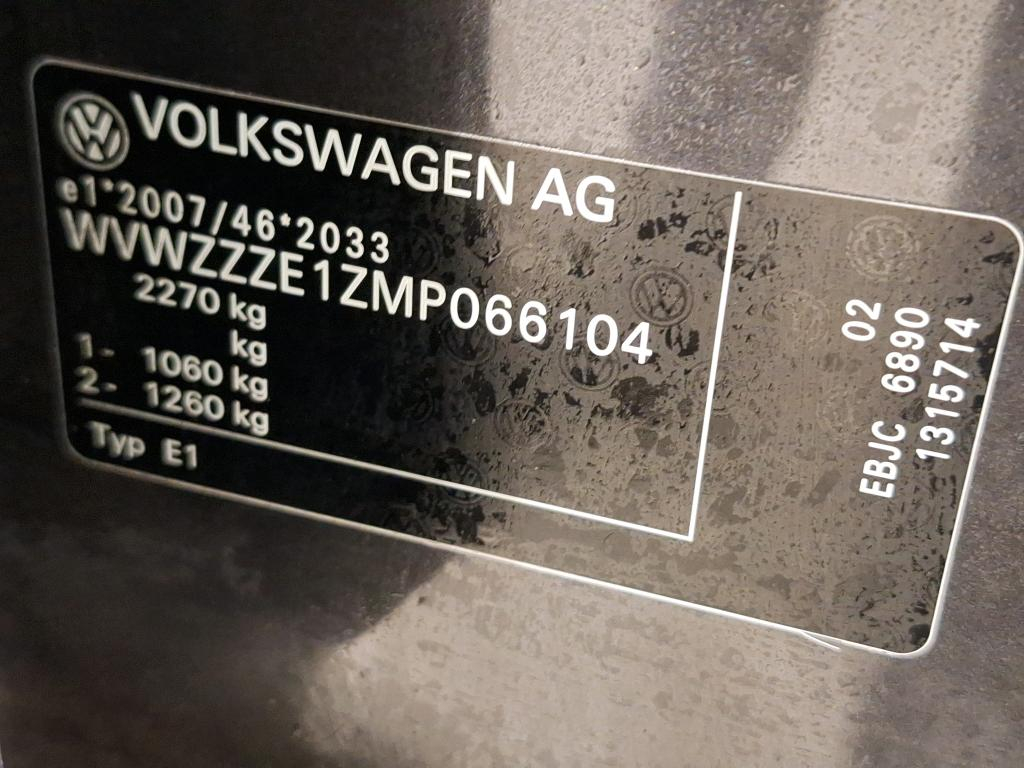 VOLKSWAGEN AG
e1*2007/46*2033
WVWZZZE1ZMP066104
2270 kg
kg
1- 1060 kg
2- 1260 kg
Typ E1
02
EBJC 6890
1315714